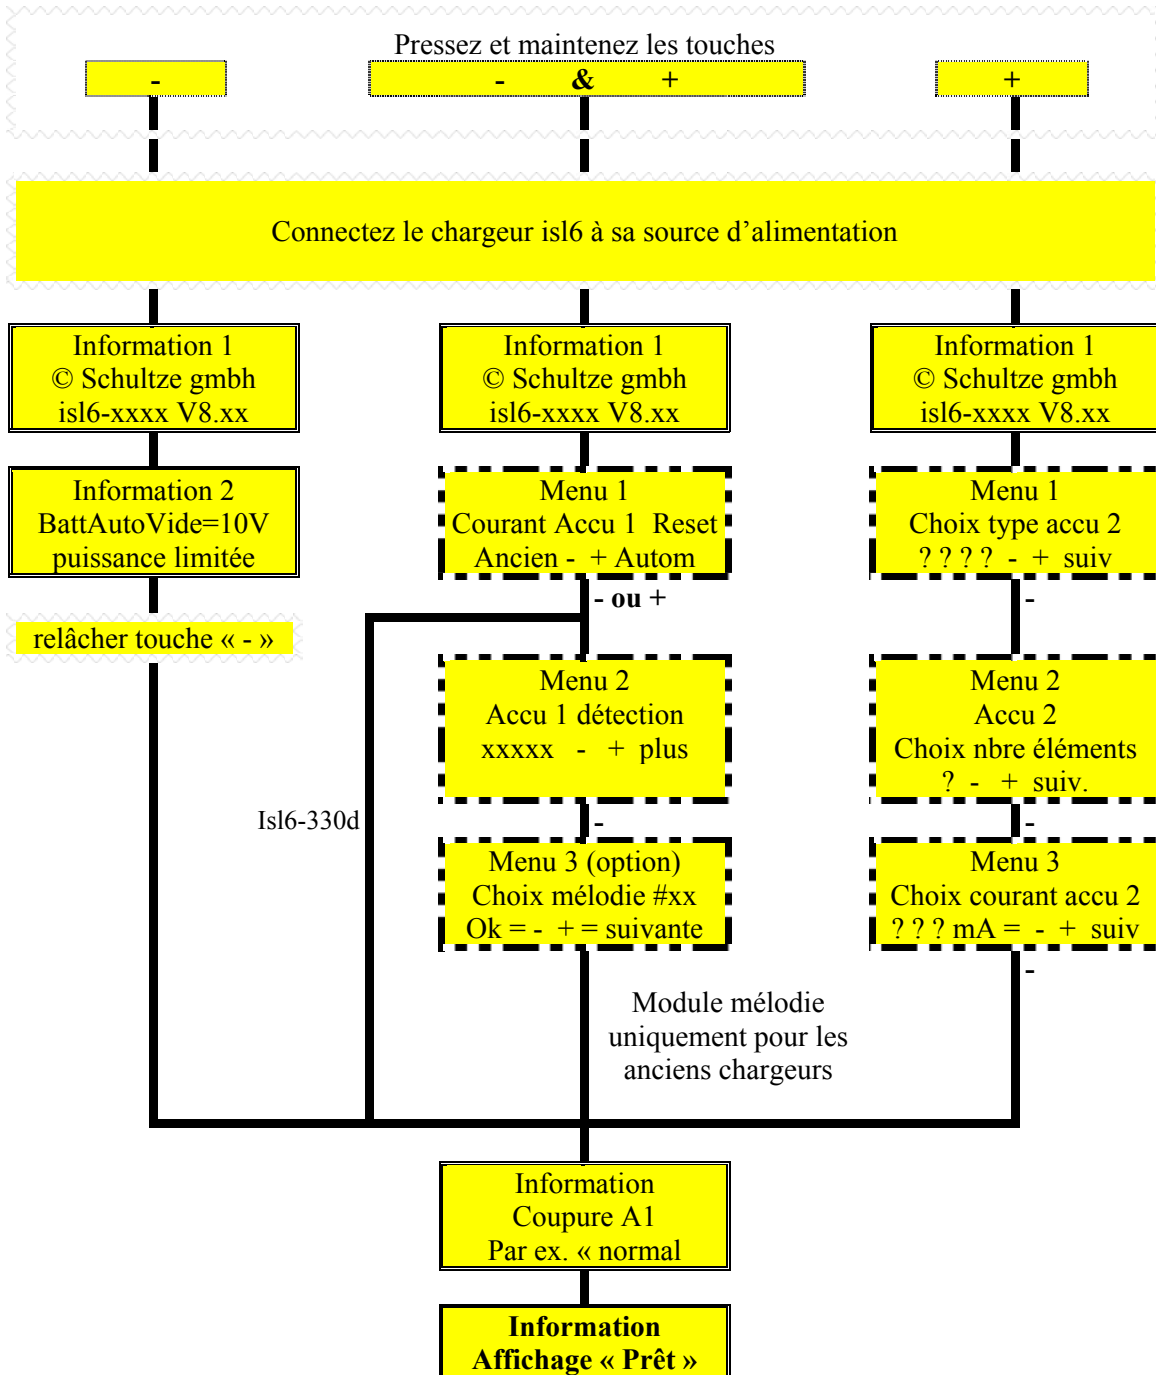 Pressez et maintenez les touches
-
- & +
+
Connectez le chargeur isl6 à sa source d’alimentation
Information 1
© Schultze gmbh
isl6-xxxx V8.xx
Information 1
© Schultze gmbh
isl6-xxxx V8.xx
Information 1
© Schultze gmbh
isl6-xxxx V8.xx
Information 2
BattAutoVide=10V
puissance limitée
Menu 1
Courant Accu 1 Reset
Ancien - + Autom
Menu 1
Choix type accu 2
? ? ? ? - + suiv
- ou +
-
relâcher touche « - »
Menu 2
Accu 1 détection
xxxxx - + plus
Menu 2
Accu 2
Choix nbre éléments
? - + suiv.
Isl6-330d
-
-
Menu 3 (option)
Choix mélodie #xx
Ok = - + = suivante
Menu 3
Choix courant accu 2
? ? ? mA = - + suiv
-
Module mélodie
uniquement pour les
anciens chargeurs
Information
Coupure A1
Par ex. « normal
Information
Affichage « Prêt »